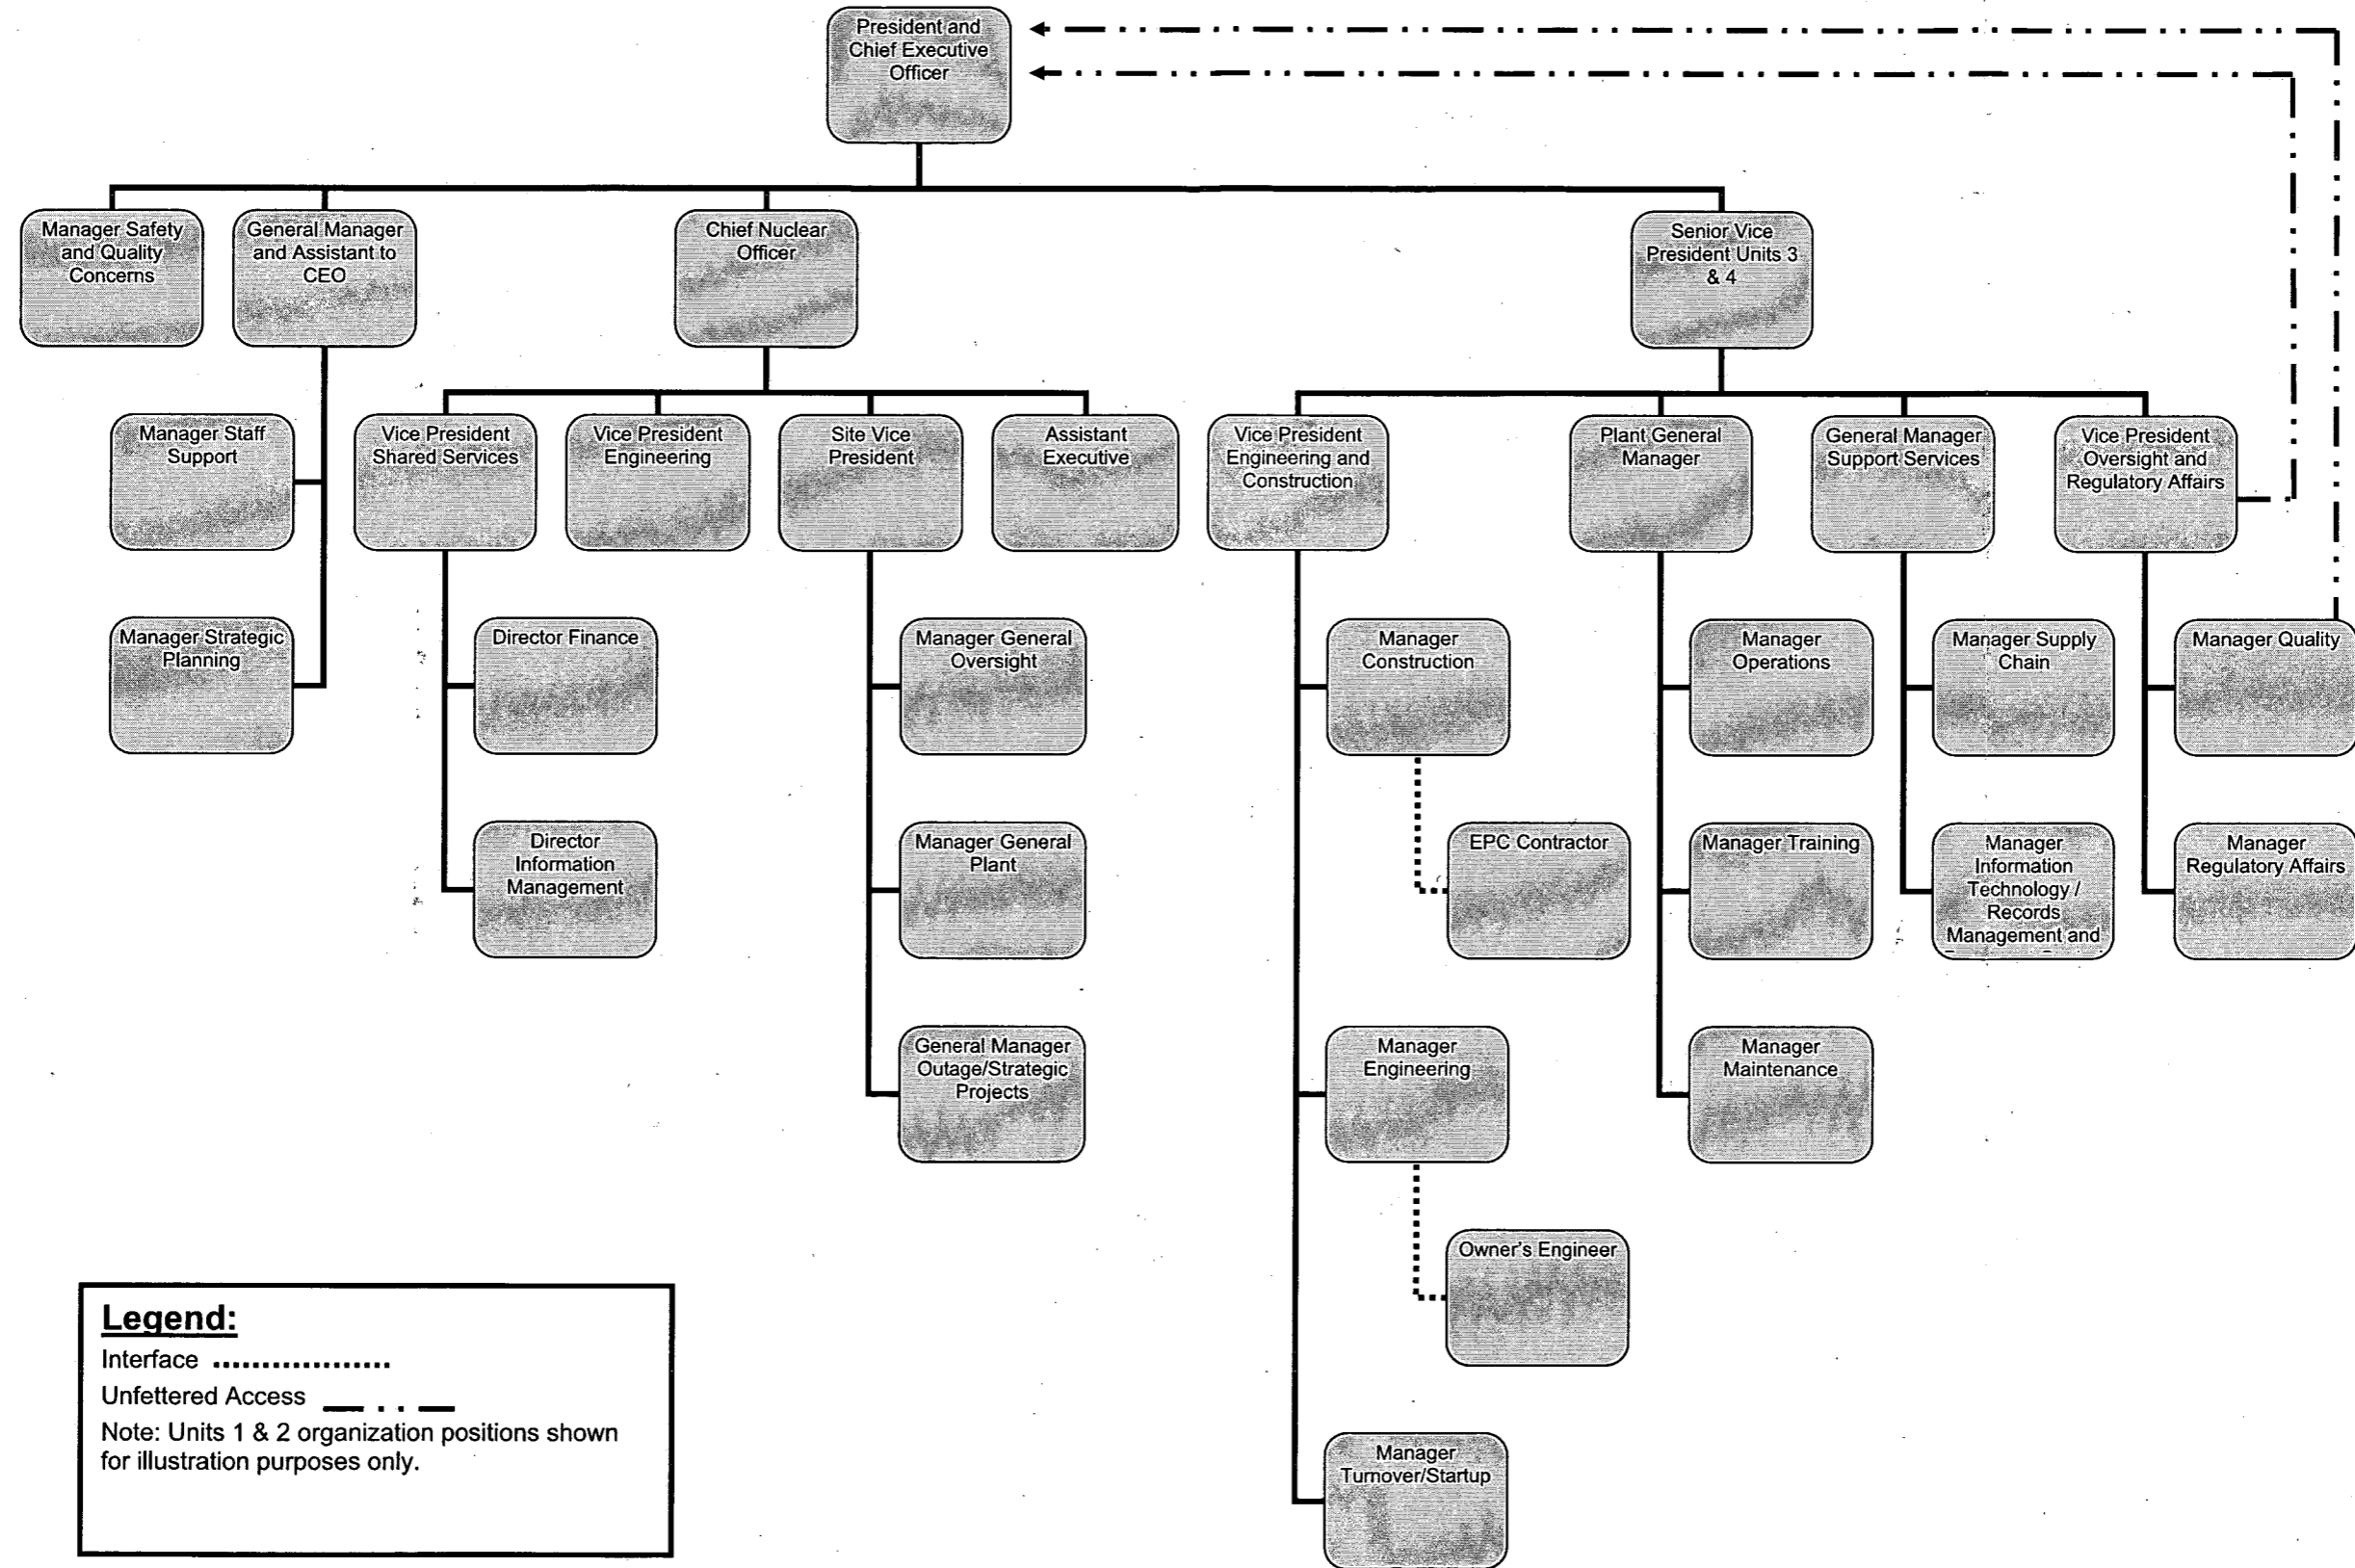 President and
Chief Executive
Officer
Manager Safety
and Quality
Concerns
General Manager
and Assistant to
CEO
Chief Nuclear
Officer
Senior Vice
President Units 3
& 4
Manager Staff
Support
Vice President
Shared Services
Vice President
Engineering
Site Vice
President
Assistant
Executive
Vice President
Engineering and
Construction
Plant General
Manager
General Manager
Support Services
Vice President
Oversight and
Regulatory Affairs
Manager Strategic
Planning
Director Finance
Manager General
Oversight
Manager
Construction
Manager
Operations
Manager Supply
Chain
Manager Quality
Director
Information
Management
Manager General
Plant
EPC Contractor
Manager Training
Manager
Information
Technology /
Records
Management and
Manager
Regulatory Affairs
General Manager
Outage/Strategic
Projects
Manager
Engineering
Manager
Maintenance
Owner's Engineer
Manager
Turnover/Startup
Legend:
Interface
Unfettered Access
Note: Units 1 & 2 organization positions shown
for illustration purposes only.